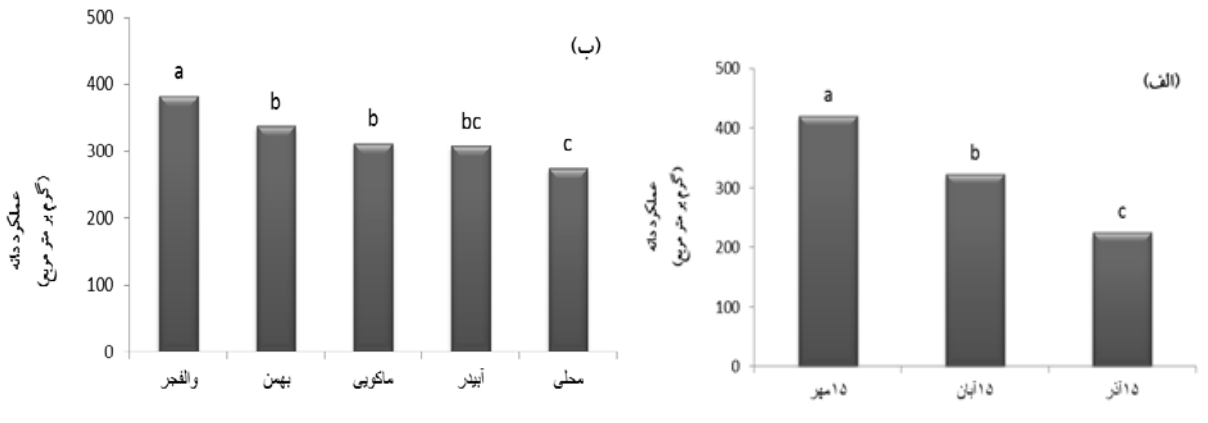 (الف)
عملکرد دانه
(گرم بر متر مربع)
500
400
300
200
100
0
a
b
c
۱۵مهر
۱۵آبان
۱۵آذر
(ب)
عملکرد دانه
(گرم بر متر مربع)
500
400
300
200
100
0
a
b
b
bc
c
والفجر
بهمن
ماکویی
آبیدر
محلی